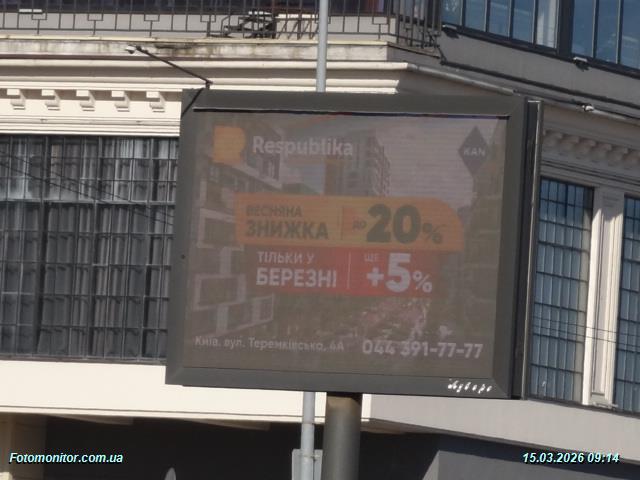 Respublika
KAN
ВЕСНЯНА
ЗНИЖКА
ДО 20%
ТІЛЬКИ У
БЕРЕЗНІ
ЩЕ
+5%
Київ, вул. Теремківська, 6А
044 391-77-77
Fotomonitor.com.ua
15.03.2026 09:14